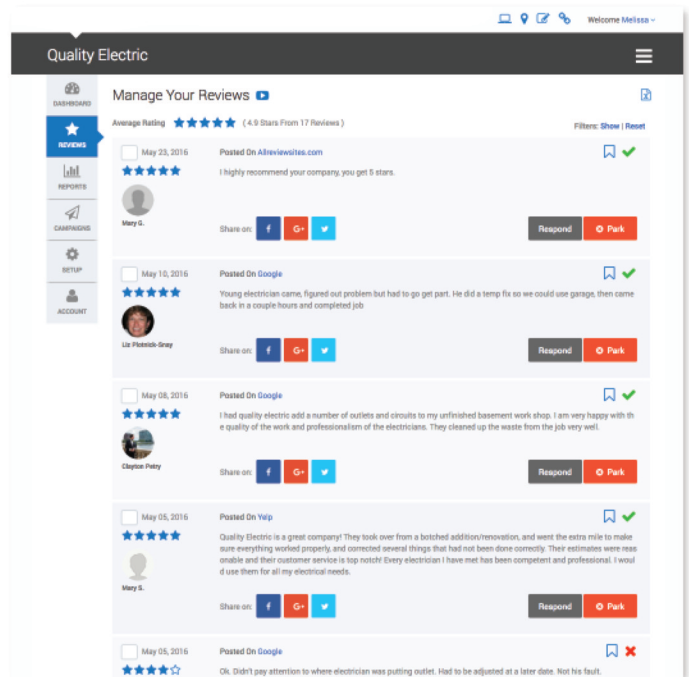 Welcome Melissa
Quality Electric
DASHBOARD
REVIEWS
REPORTS
CAMPAIGNS
SETUP
ACCOUNT
Manage Your Reviews
Average Rating ( 4.9 Stars From 17 Reviews )
Filters: Show | Reset
May 23, 2016
Posted On Allreviewsites.com
I highly recommend your company, you get 5 stars.
Mary G.
Share on: f G+
Respond
Park
May 10, 2016
Posted On Google
Young electrician came, figured out problem but had to go get part. He did a temp fix so we could use garage, then came
back in a couple hours and completed job
Liz Plotnick-Snay
Share on: f G+
Respond
Park
May 08, 2016
Posted On Google
I had quality electric add a number of outlets and circuits to my unfinished basement work shop. I am very happy with th
e quality of the work and professionalism of the electricians. They cleaned up the waste from the job very well.
Clayton Petry
Share on: f G+
Respond
Park
May 05, 2016
Posted On Yelp
Quality Electric is a great company! They took over from a botched addition/renovation, and went the extra mile to make
sure everything worked properly, and corrected several things that had not been done correctly. Their estimates were reas
onable and their customer service is top notch! Every electrician I have met has been competent and professional. I woul
d use them for all my electrical needs.
Mary S.
Share on: f G+
Respond
Park
May 05, 2016
Posted On Google
Ok. Didn't pay attention to where electrician was putting outlet. Had to be adjusted at a later date. Not his fault.